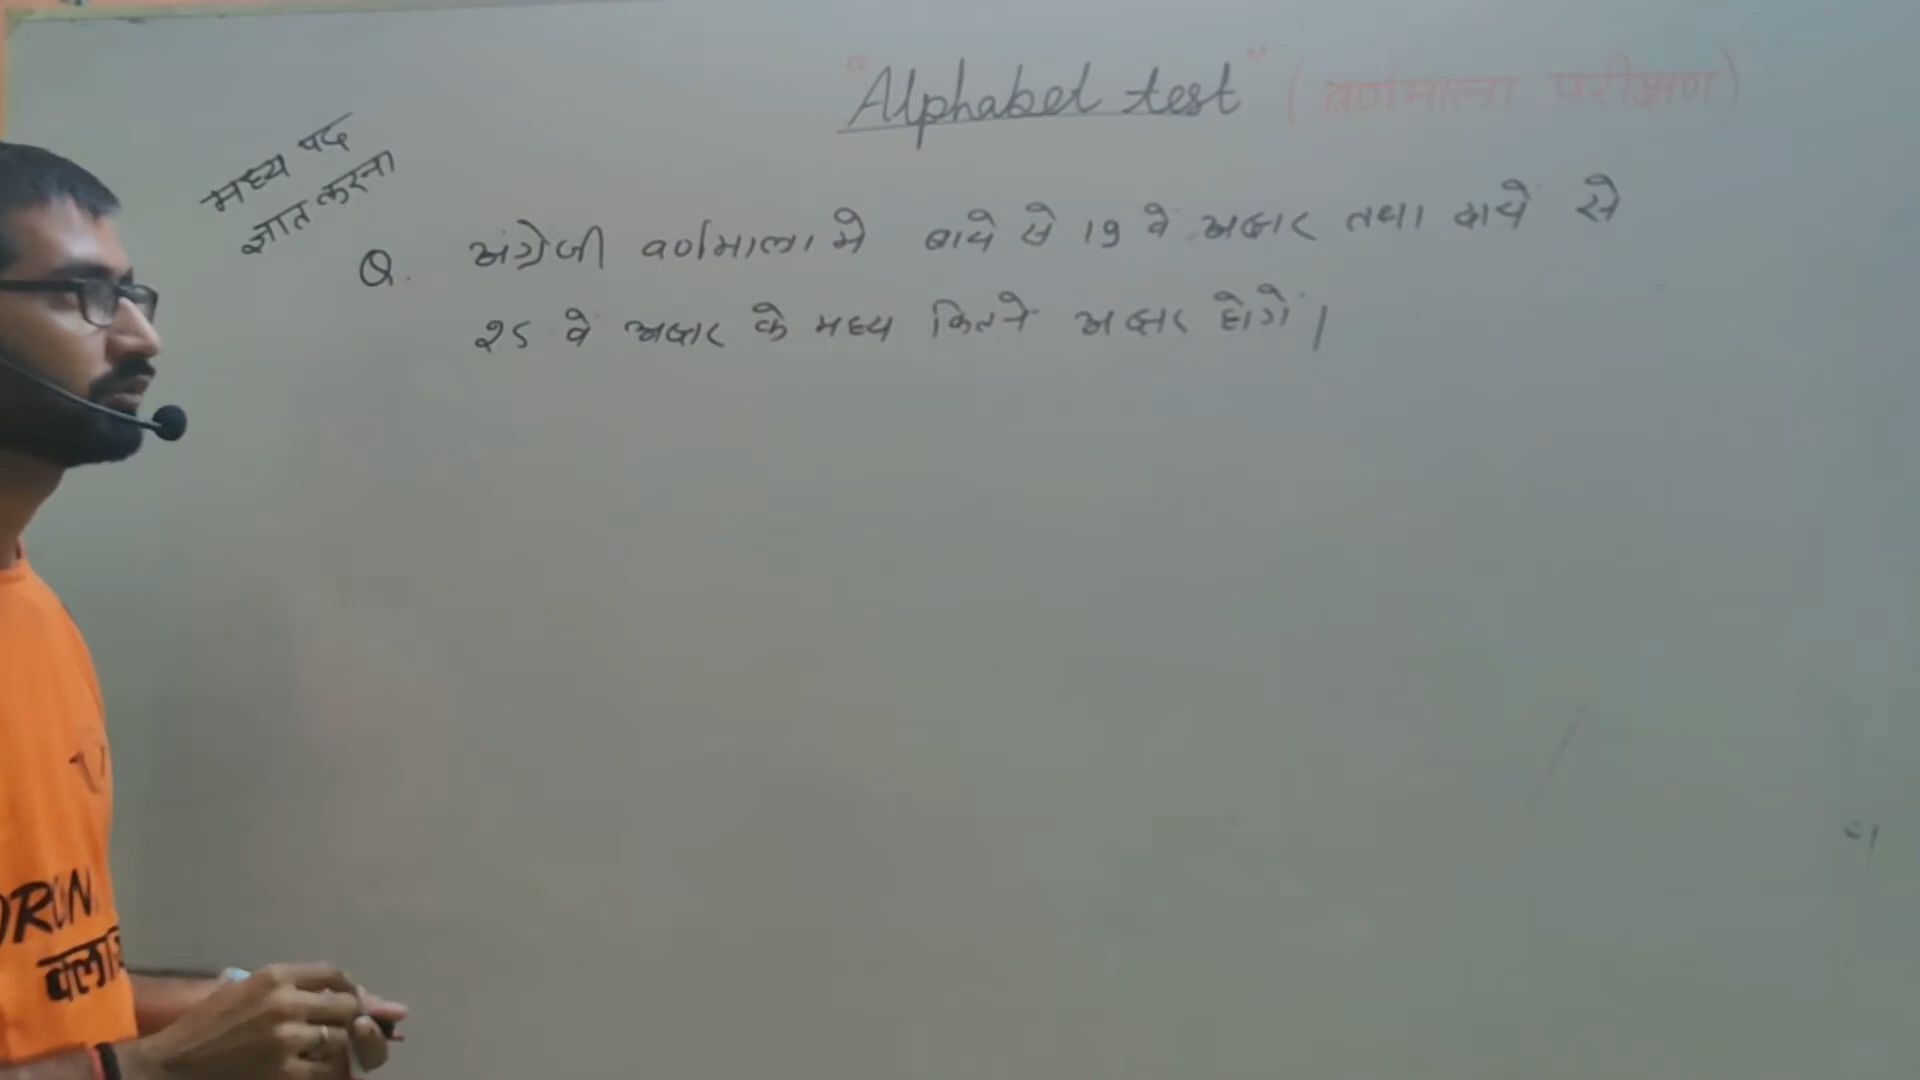 "Alphabet test" (वर्णमाला परीक्षण)
मध्य पद
ज्ञात करना
Q. अंग्रेजी वर्णमाला मे बाये से 19 वे अक्षर तथा दाये से
25 वे अक्षर के मध्य कितने अक्षर होगे।